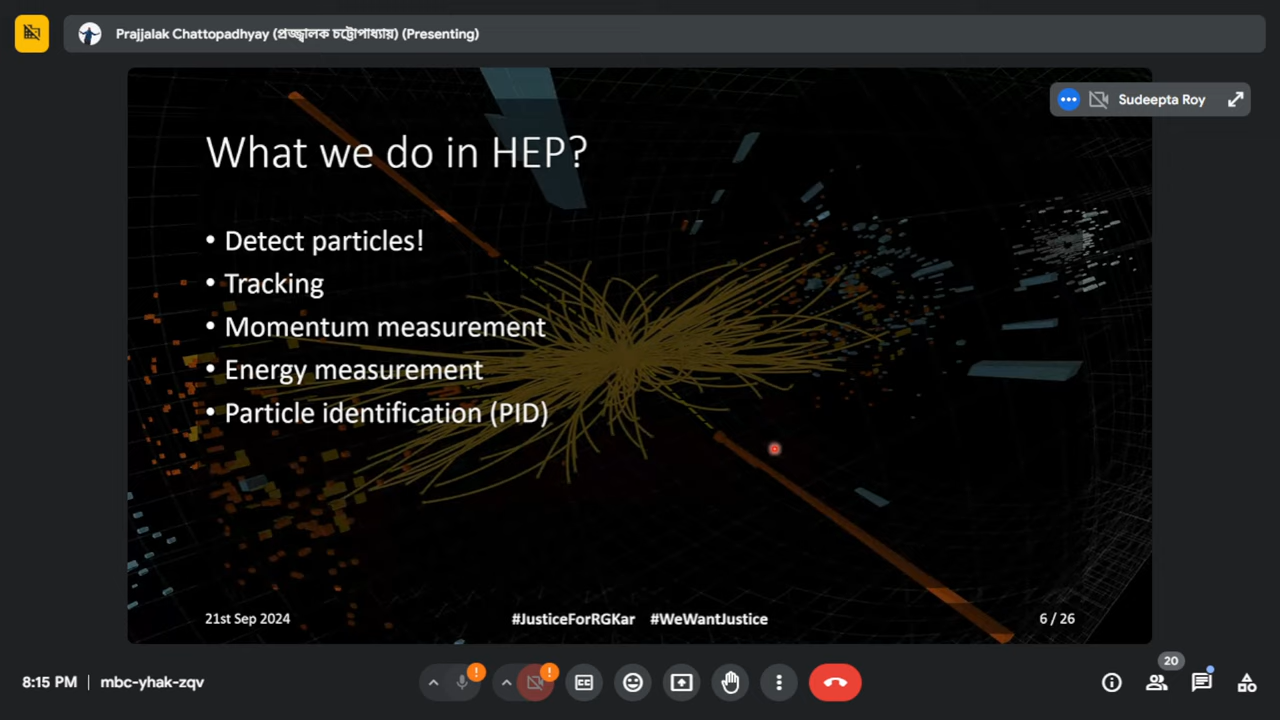 Prajjalak Chattopadhyay (প্রজ্জ্বালক চট্টোপাধ্যায়) (Presenting)
Sudeepta Roy
What we do in HEP?
• Detect particles!
• Tracking
• Momentum measurement
• Energy measurement
• Particle identification (PID)
21st Sep 2024 #JusticeForRGKar #WeWantJustice 6 / 26
20
8:15 PM | mbc-yhak-zqv